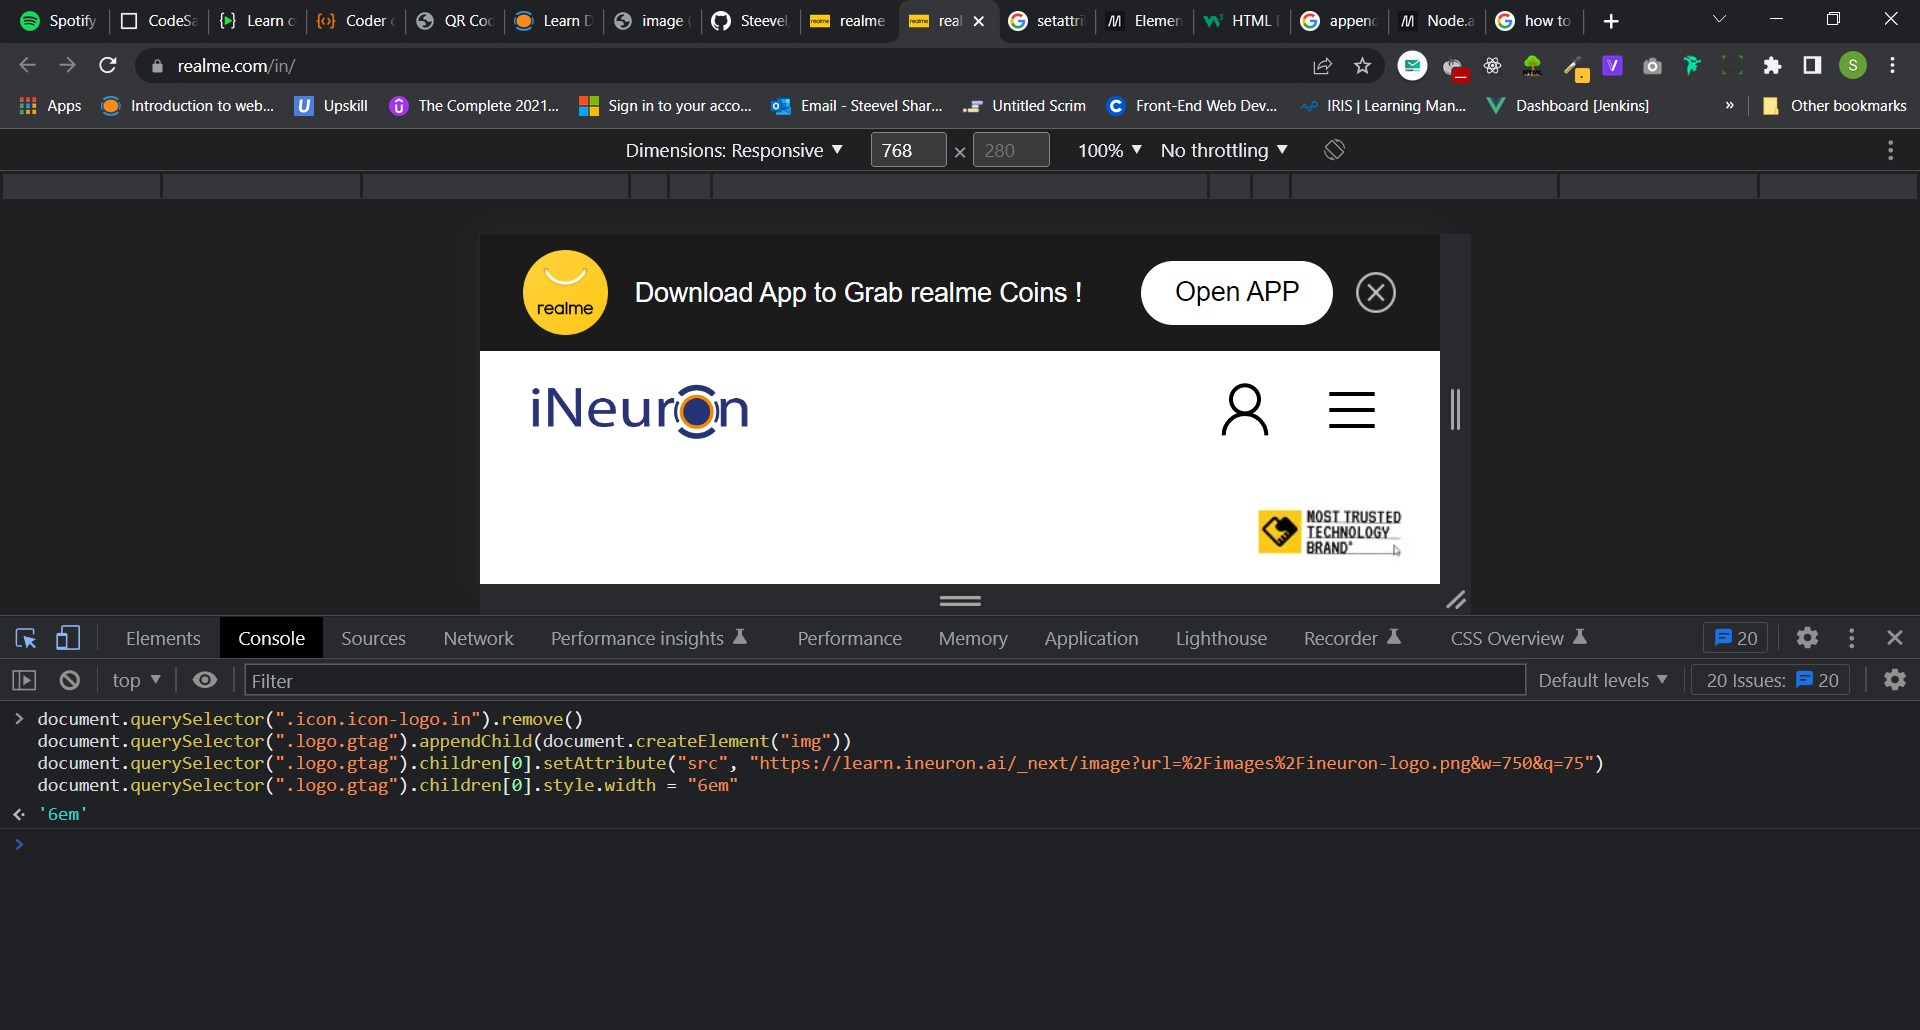 Spotify CodeSa Learn c Coder c QR Coc Learn D image ( Steevel, realme real setattri Elemen HTML D append Node.a how to
realme.com/in/ S
Apps Introduction to web... Upskill The Complete 2021... Sign in to your acco... Email - Steevel Shar... Untitled Scrim Front-End Web Dev... IRIS | Learning Man... Dashboard [Jenkins] » Other bookmarks
Dimensions: Responsive 768 × 280 100% No throttling
realme Download App to Grab realme Coins ! Open APP
iNeuron
MOST TRUSTED
TECHNOLOGY
BRAND*
Elements Console Sources Network Performance insights Performance Memory Application Lighthouse Recorder CSS Overview 20
top Filter Default levels 20 Issues: 20
document.querySelector(".icon.icon-logo.in").remove()
document.querySelector(".logo.gtag").appendChild(document.createElement("img"))
document.querySelector(".logo.gtag").children[0].setAttribute("src", "https://learn.ineuron.ai/_next/image?url=%2Fimages%2Fineuron-logo.png&w=750&q=75")
document.querySelector(".logo.gtag").children[0].style.width = "6em"
'6em'